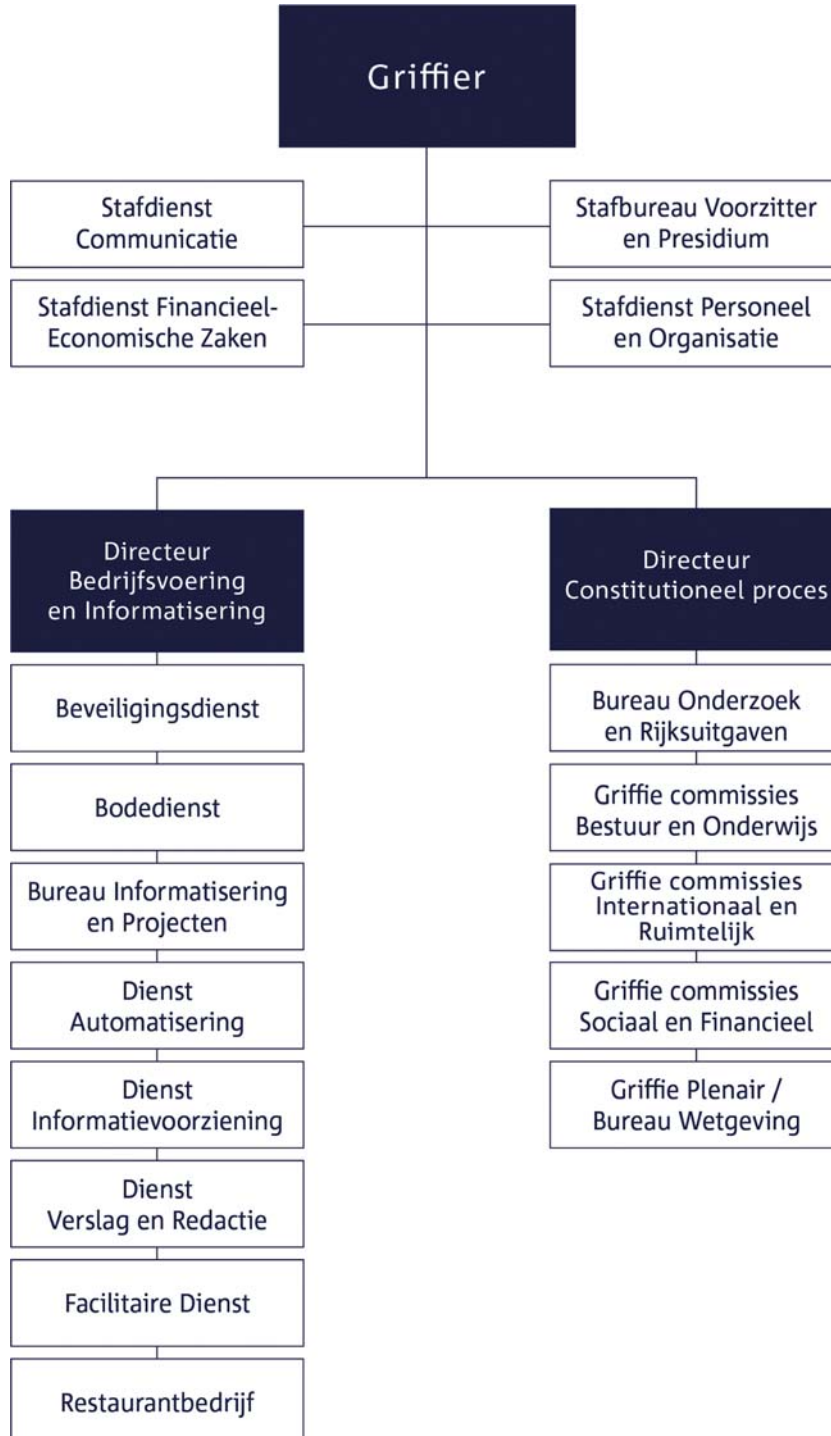 Griffier
Stafdienst
Communicatie
Stafbureau Voorzitter
en Presidium
Stafdienst Financieel-
Economische Zaken
Stafdienst Personeel
en Organisatie
Directeur
Bedrijfsvoering
en Informatisering
Beveiligingsdienst
Bodedienst
Bureau Informatisering
en Projecten
Dienst
Automatisering
Dienst
Informatievoorziening
Dienst
Verslag en Redactie
Facilitaire Dienst
Restaurantbedrijf
Directeur
Constitutioneel proces
Bureau Onderzoek
en Rijksuitgaven
Griffie commissies
Bestuur en Onderwijs
Griffie commissies
Internationaal en
Ruimtelijk
Griffie commissies
Sociaal en Financieel
Griffie Plenair /
Bureau Wetgeving